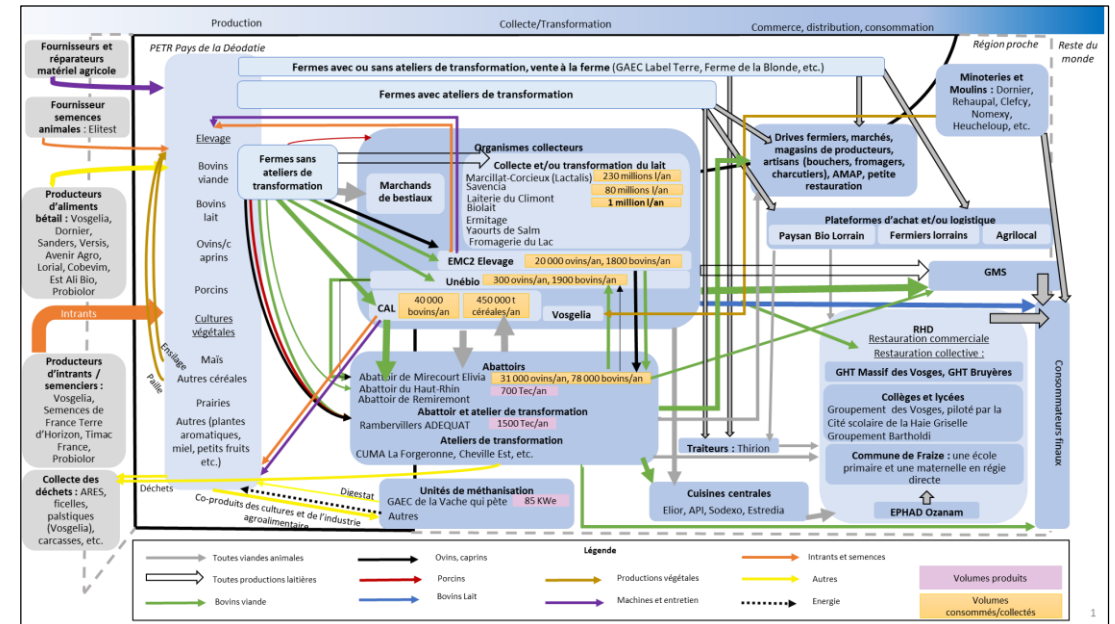 Production
Collecte/Transformation
Commerce, distribution, consommation
Fournisseurs et
réparateurs
matériel agricole
Fournisseur
semences
animales : Elitest
Producteurs
d'aliments
bétail : Vosgelia,
Dornier,
Sanders, Versis,
Avenir Agro,
Lorial, Cobevim,
Est Ali Bio,
Probiolor
Intrants
Producteurs
d'intrants /
semenciers :
Vosgelia,
Semences de
France Terre
d'Horizon, Timac
France,
Probiolor
Collecte des
déchets : ARES,
ficelles,
palstiques
(Vosgelia),
carcasses, etc.
PETR Pays de la Déodatie
Elevage
Bovins
viande
Bovins
lait
Ovins/c
aprins
Porcins
Cultures
végétales
Maïs
Autres céréales
Prairies
Autres (plantes
aromatiques,
miel, petits fruits
etc.)
Ensilage
Paille
Déchets
Co-produits des cultures et de l'industrie
agroalimentaire
Digestat
Fermes avec ou sans ateliers de transformation, vente à la ferme (GAEC Label Terre, Ferme de la Blonde, etc.)
Fermes avec ateliers de transformation
Fermes sans
ateliers de
transformation
Organismes collecteurs
Marchands
de bestiaux
Collecte et/ou transformation du lait
Marcillat-Corcieux (Lactalis) 230 millions l/an
Savencia 80 millions l/an
Laiterie du Climont 1 million l/an
Biolait
Ermitage
Yaourts de Salm
Fromagerie du Lac
EMC2 Elevage 20 000 ovins/an, 1800 bovins/an
Unébio 300 ovins/an, 1900 bovins/an
CAL
40 000
bovins/an
450 000 t
céréales/an
Vosgelia
Abattoirs
Abattoir de Mirecourt Elivia 31 000 ovins/an, 78 000 bovins/an
Abattoir du Haut-Rhin 700 Tec/an
Abattoir de Remiremont
Abattoir et atelier de transformation
Rambervillers ADEQUAT 1500 Tec/an
Ateliers de transformation
CUMA La Forgeronne, Cheville Est, etc.
Unités de méthanisation
GAEC de la Vache qui pète 85 KWe
Autres
Région proche
Reste du
monde
Minoteries et
Moulins : Dornier,
Rehaupal, Clefcy,
Nomexy,
Heucheloup, etc.
Drives fermiers, marchés,
magasins de producteurs,
artisans (bouchers, fromagers,
charcutiers), AMAP, petite
restauration
Plateformes d'achat et/ou logistique
Paysan Bio Lorrain
Fermiers lorrains
Agrilocal
GMS
RHD
Restauration commerciale
Restauration collective :
GHT Massif des Vosges, GHT Bruyères
Collèges et lycées
Groupement des Vosges, piloté par la
Cité scolaire de la Haie Griselle
Groupement Bartholdi
Commune de Fraize : une école
primaire et une maternelle en régie
directe
EPHAD Ozanam
Traiteurs : Thirion
Cuisines centrales
Elior, API, Sodexo, Estredia
Consommateurs finaux
Légende
Toutes viandes animales
Toutes productions laitières
Bovins viande
Ovins, caprins
Porcins
Bovins Lait
Productions végétales
Machines et entretien
Intrants et semences
Autres
Energie
Volumes produits
Volumes
consommés/collectés
1